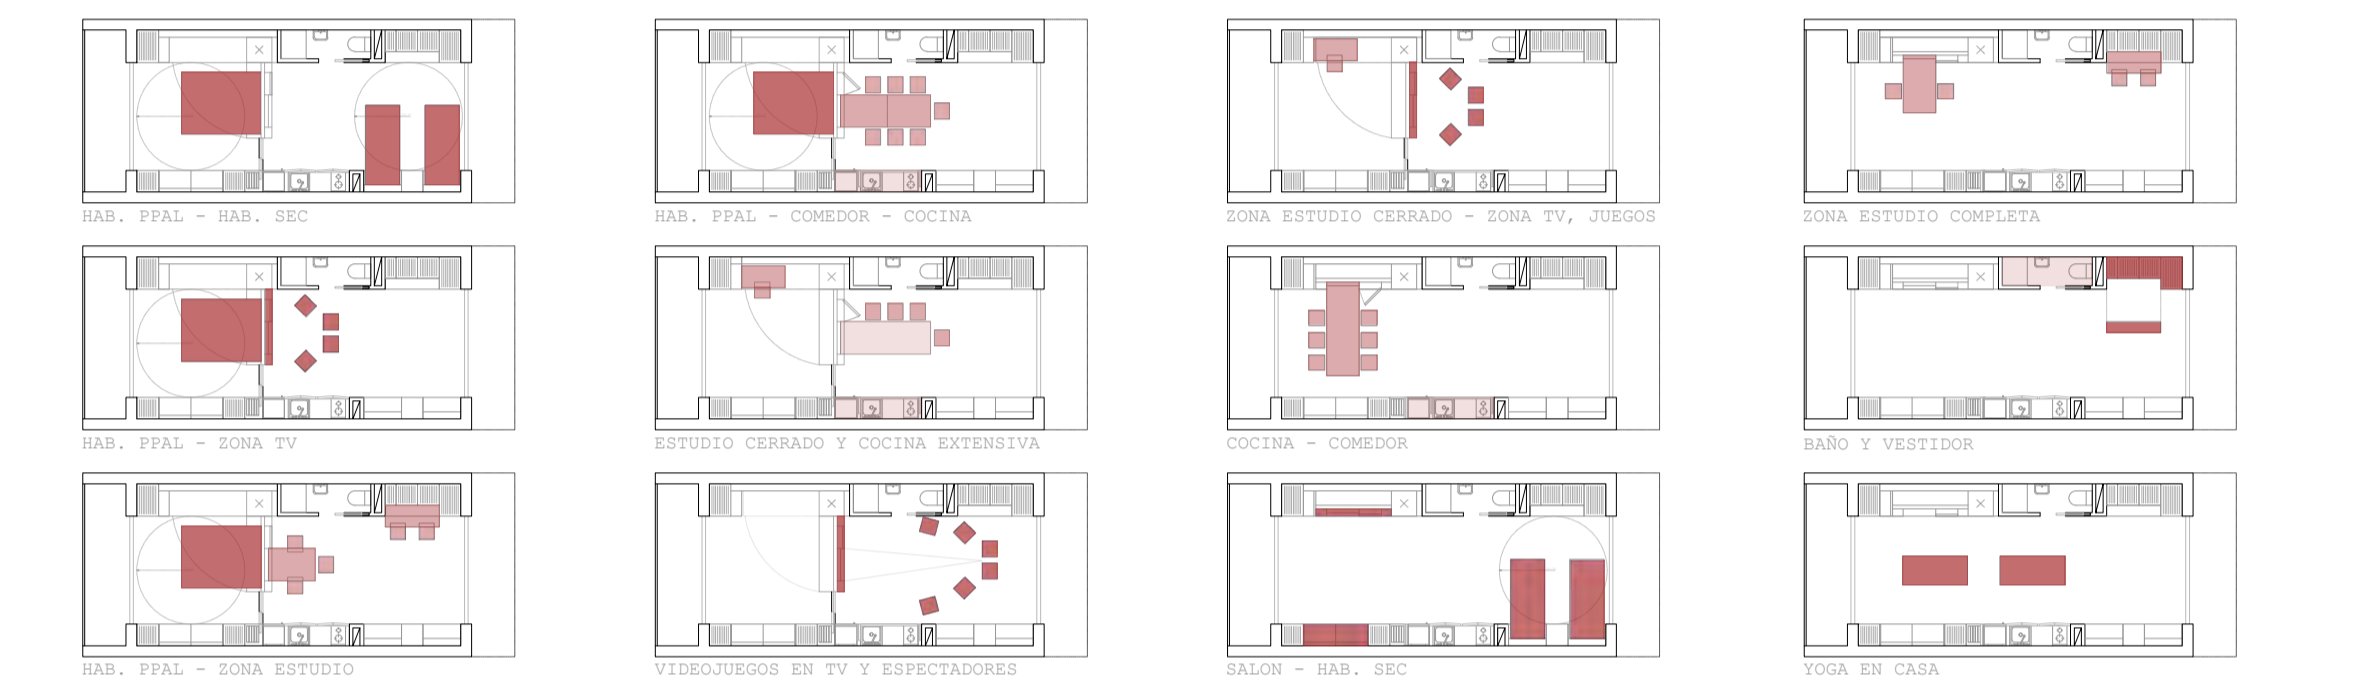 HAB. PPAL - HAB. SEC
HAB. PPAL - COMEDOR - COCINA
ZONA ESTUDIO CERRADO - ZONA TV, JUEGOS
ZONA ESTUDIO COMPLETA
HAB. PPAL - ZONA TV
ESTUDIO CERRADO Y COCINA EXTENSIVA
COCINA - COMEDOR
BAÑO Y VESTIDOR
HAB. PPAL - ZONA ESTUDIO
VIDEOJUEGOS EN TV Y ESPECTADORES
SALON - HAB. SEC
YOGA EN CASA